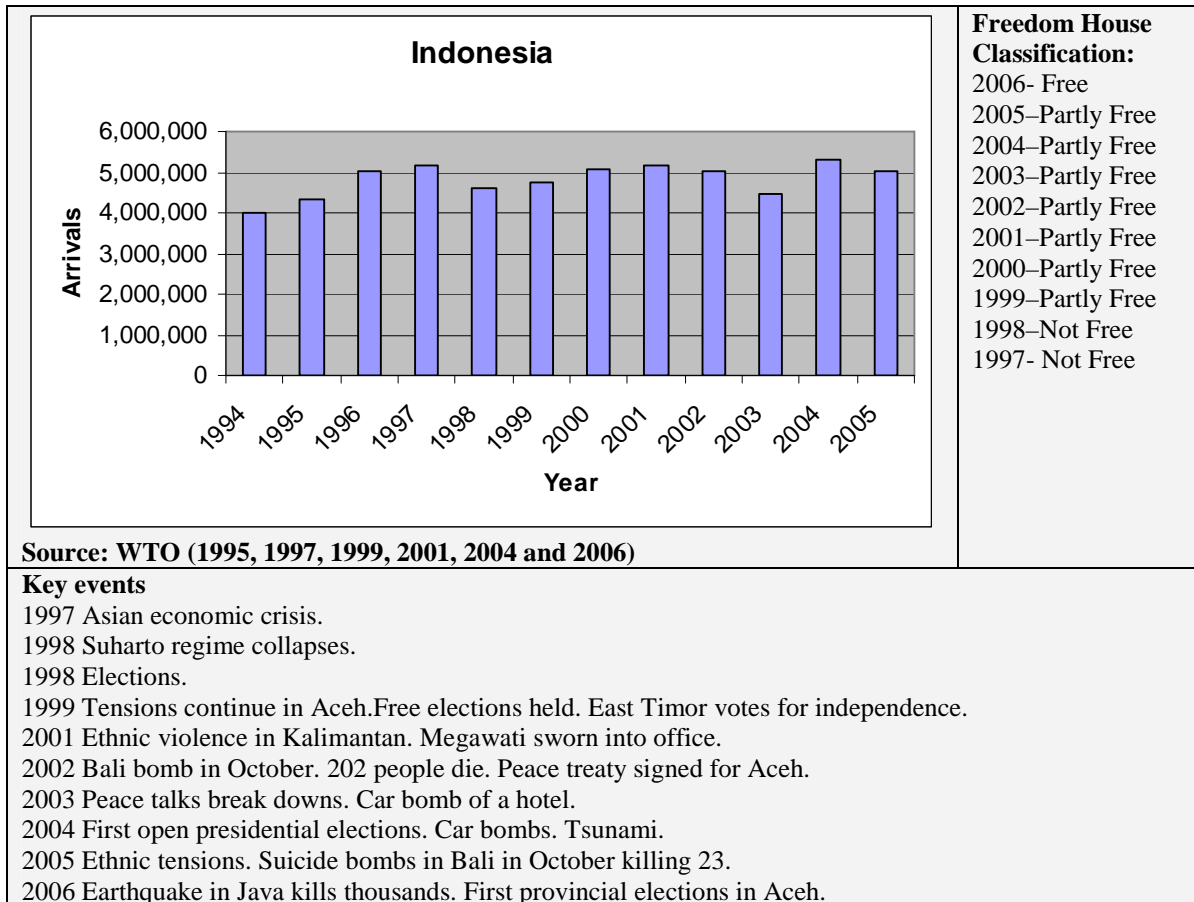 Indonesia
6,000,000
5,000,000
4,000,000
3,000,000
2,000,000
1,000,000
0
Arrivals
1994
1995
1996
1997
1998
1999
2000
2001
2002
2003
2004
2005
Year
Source: WTO (1995, 1997, 1999, 2001, 2004 and 2006)
Freedom House
Classification:
2006- Free
2005–Partly Free
2004–Partly Free
2003–Partly Free
2002–Partly Free
2001–Partly Free
2000–Partly Free
1999–Partly Free
1998–Not Free
1997- Not Free
Key events
1997 Asian economic crisis.
1998 Suharto regime collapses.
1998 Elections.
1999 Tensions continue in Aceh.Free elections held. East Timor votes for independence.
2001 Ethnic violence in Kalimantan. Megawati sworn into office.
2002 Bali bomb in October. 202 people die. Peace treaty signed for Aceh.
2003 Peace talks break downs. Car bomb of a hotel.
2004 First open presidential elections. Car bombs. Tsunami.
2005 Ethnic tensions. Suicide bombs in Bali in October killing 23.
2006 Earthquake in Java kills thousands. First provincial elections in Aceh.